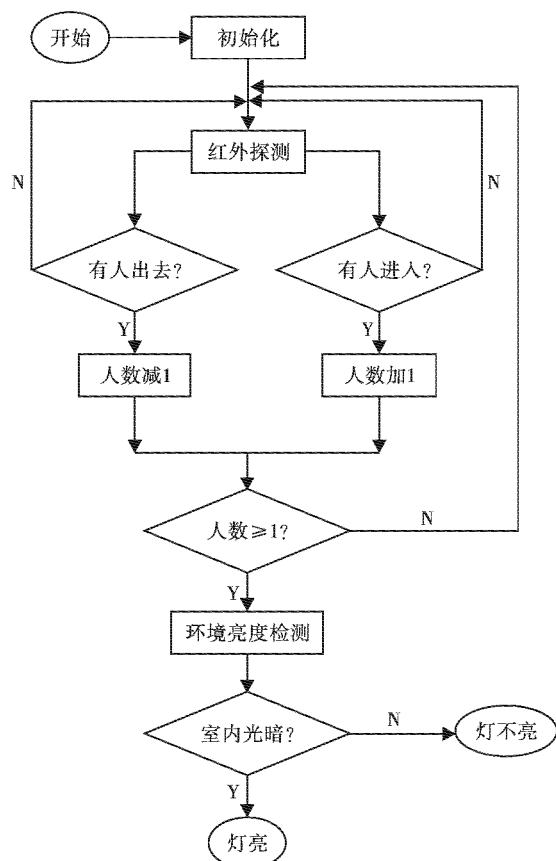 开始
初始化
红外探测
N
N
有人出去?
有人进入?
Y
Y
人数减1
人数加1
人数≥1?
N
Y
环境亮度检测
室内光暗?
N
灯不亮
Y
灯亮